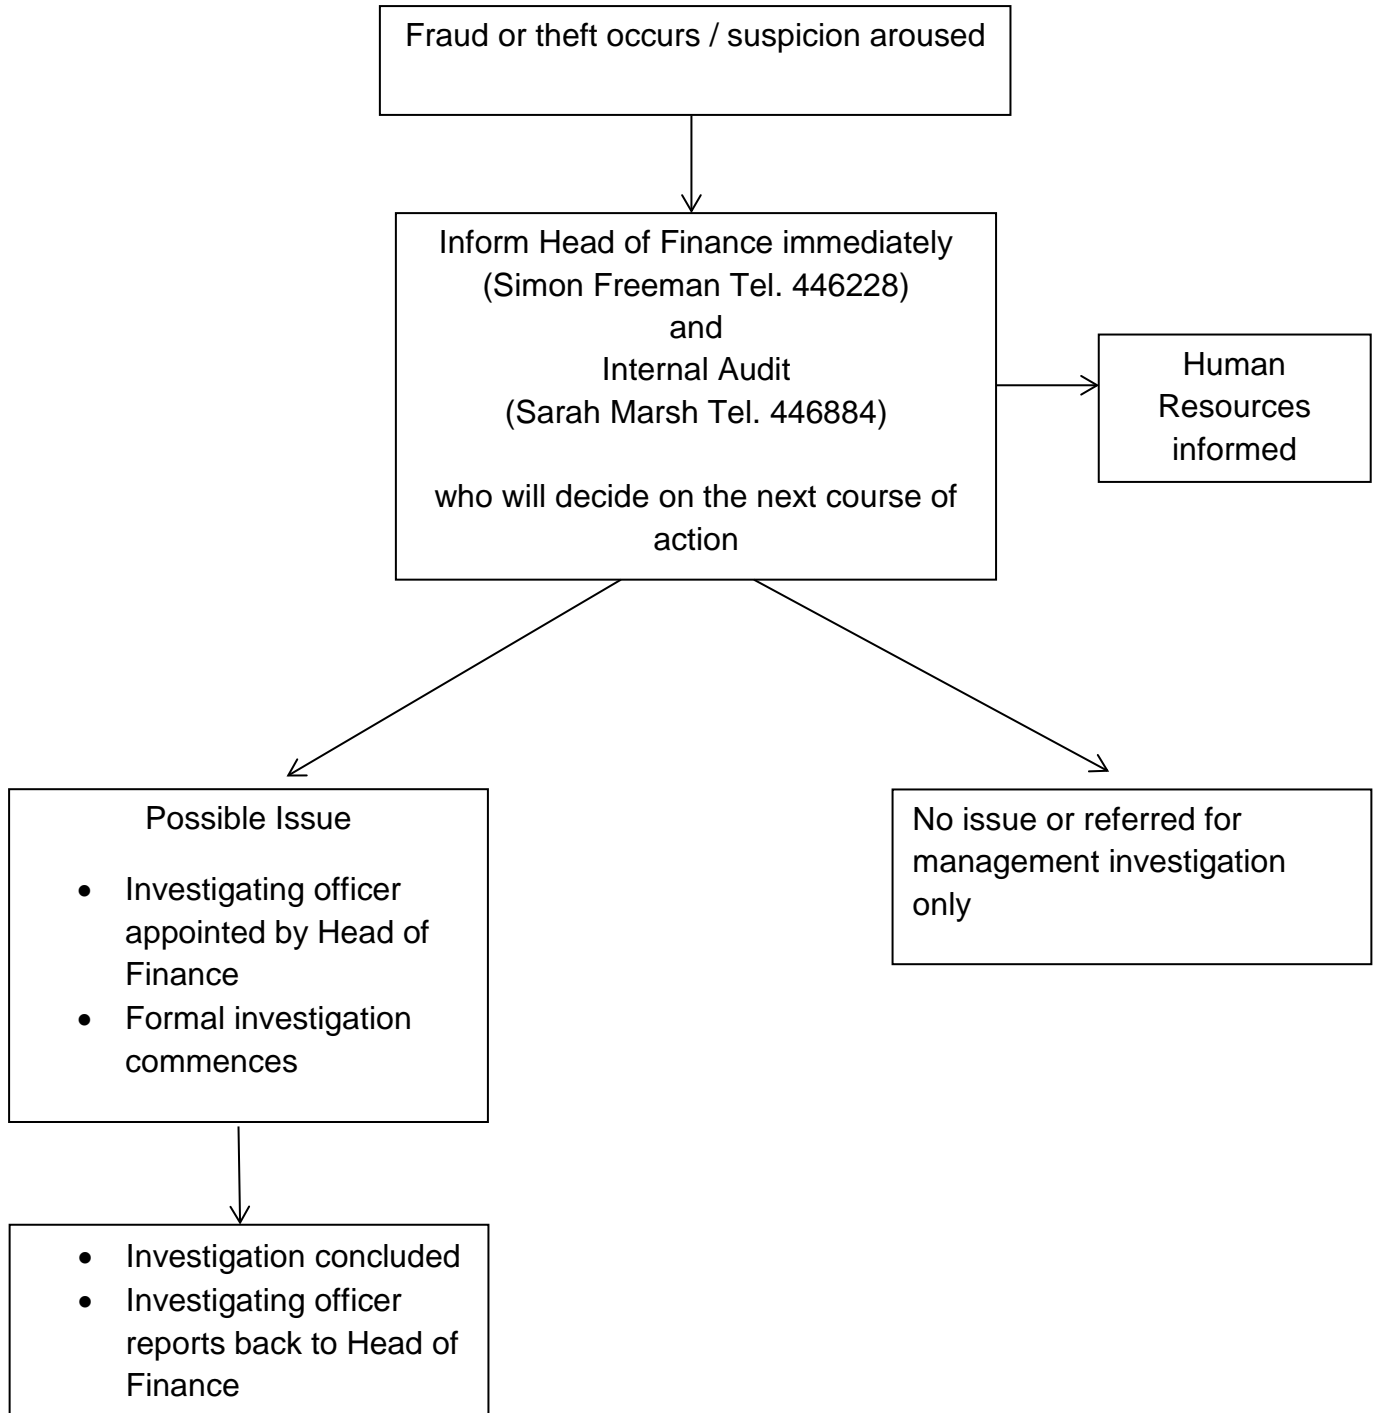 Fraud or theft occurs / suspicion aroused
Inform Head of Finance immediately
(Simon Freeman Tel. 446228)
and
Internal Audit
(Sarah Marsh Tel. 446884)
who will decide on the next course of
action
Human
Resources
informed
Possible Issue
• Investigating officer
appointed by Head of
Finance
• Formal investigation
commences
No issue or referred for
management investigation
only
• Investigation concluded
• Investigating officer
reports back to Head of
Finance